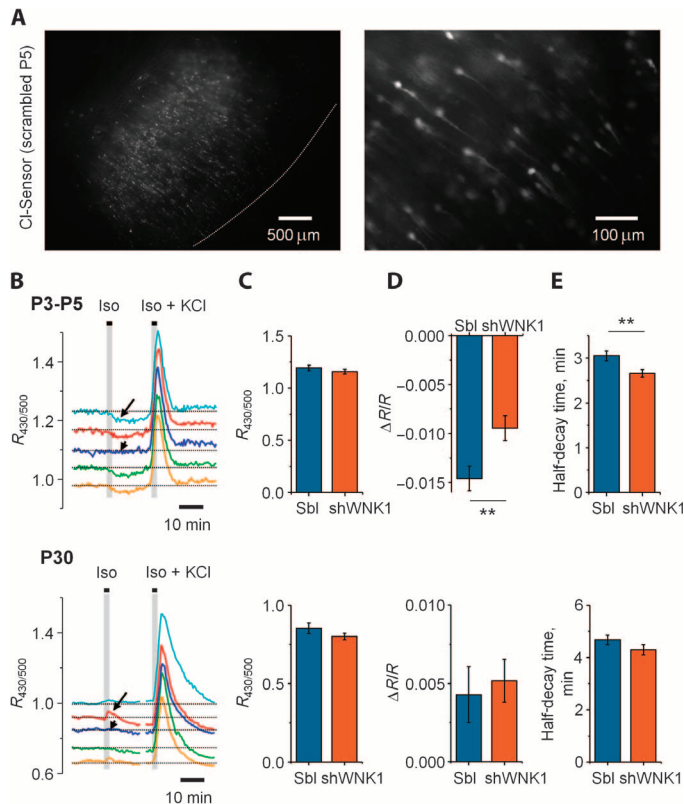 A
Cl-Sensor (scrambled P5)
500 µm
100 µm
B
P3-P5
Iso
Iso + KCl
R430/500
1.4
1.2
1.0
10 min
C
R430/500
1.5
1.0
0.5
0.0
Sbl shWNK1
D
Sbl shWNK1
ΔR/R
0.000
−0.005
−0.010
−0.015
**
E
**
Half-decay time, min
3
2
1
0
Sbl shWNK1
P30
Iso
Iso + KCl
R430/500
1.4
1.0
0.6
10 min
R430/500
1.0
0.5
0.0
Sbl shWNK1
ΔR/R
0.010
0.005
0.000
Sbl shWNK1
Half-decay time,
min
6
4
2
0
Sbl shWNK1